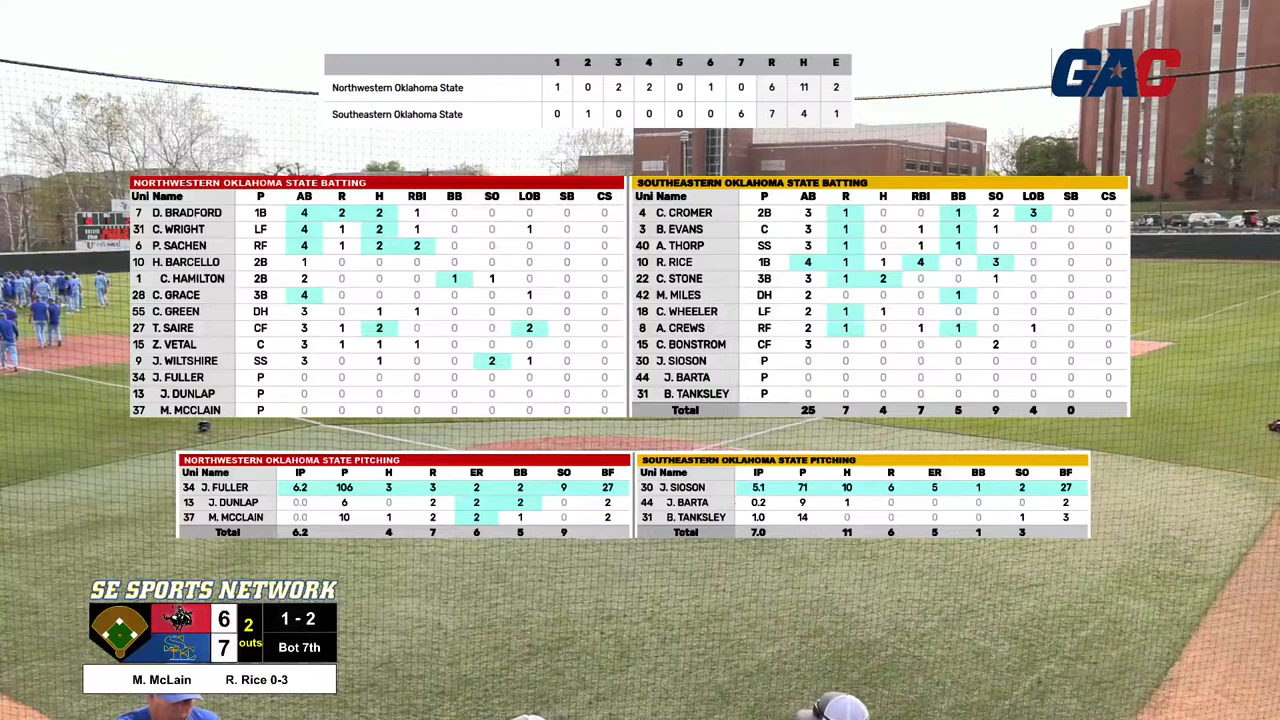 GAC
1 2 3 4 5 6 7 R H E
Northwestern Oklahoma State 1 0 2 2 0 1 0 6 11 2
Southeastern Oklahoma State 0 1 0 0 0 0 6 7 4 1
NORTHWESTERN OKLAHOMA STATE BATTING
Uni Name P AB R H RBI BB SO LOB SB CS
7 D. BRADFORD 1B 4 2 2 1 0 0 0 0 0
31 C. WRIGHT LF 4 1 2 1 0 0 1 0 0
6 P. SACHEN RF 4 1 2 2 0 0 0 0 0
10 H. BARCELLO 2B 1 0 0 0 0 0 0 0 0
1 C. HAMILTON 2B 2 0 0 0 1 1 0 0 0
28 C. GRACE 3B 4 0 0 0 0 0 1 0 0
55 C. GREEN DH 3 0 1 1 0 0 0 0 0
27 T. SAIRE CF 3 1 2 0 0 0 2 0 0
15 Z. VETAL C 3 1 1 1 0 0 0 0 0
9 J. WILTSHIRE SS 3 0 1 0 0 2 1 0 0
34 J. FULLER P 0 0 0 0 0 0 0 0 0
13 J. DUNLAP P 0 0 0 0 0 0 0 0 0
37 M. MCCLAIN P 0 0 0 0 0 0 0 0 0
SOUTHEASTERN OKLAHOMA STATE BATTING
Uni Name P AB R H RBI BB SO LOB SB CS
4 C. CROMER 2B 3 1 0 0 1 2 3 0 0
3 B. EVANS C 3 1 0 1 1 1 0 0 0
40 A. THORP SS 3 1 0 1 1 0 0 0 0
10 R. RICE 1B 4 1 1 4 0 3 0 0 0
22 C. STONE 3B 3 1 2 0 0 1 0 0 0
42 M. MILES DH 2 0 0 0 1 0 0 0 0
18 C. WHEELER LF 2 1 1 0 0 0 0 0 0
8 A. CREWS RF 2 1 0 1 1 0 1 0 0
15 C. BONSTROM CF 3 0 0 0 0 2 0 0 0
30 J. SIOSON P 0 0 0 0 0 0 0 0 0
44 J. BARTA P 0 0 0 0 0 0 0 0 0
31 B. TANKSLEY P 0 0 0 0 0 0 0 0 0
Total 25 7 4 7 5 9 4 0
NORTHWESTERN OKLAHOMA STATE PITCHING
Uni Name IP P H R ER BB SO BF
34 J. FULLER 6.2 106 3 3 2 2 9 27
13 J. DUNLAP 0.0 6 0 2 2 2 0 2
37 M. MCCLAIN 0.0 10 1 2 2 1 0 2
Total 6.2 4 7 6 5 9
SOUTHEASTERN OKLAHOMA STATE PITCHING
Uni Name IP P H R ER BB SO BF
30 J. SIOSON 5.1 71 10 6 5 1 2 27
44 J. BARTA 0.2 9 1 0 0 0 0 2
31 B. TANKSLEY 1.0 14 0 0 0 0 1 3
Total 7.0 11 6 5 1 3
SE SPORTS NETWORK
6 2 outs 1 - 2
SE 7 Bot 7th
M. McLain R. Rice 0-3